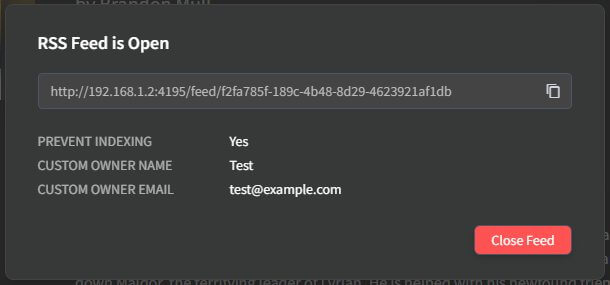 by Brandon Mull
RSS Feed is Open
http://192.168.1.2:4195/feed/f2fa785f-189c-4b48-8d29-4623921af1db
PREVENT INDEXING Yes
CUSTOM OWNER NAME Test
CUSTOM OWNER EMAIL test@example.com
Close Feed
down Maldor, the terrifying leader of Lyrian. He is helped with his newfound frien